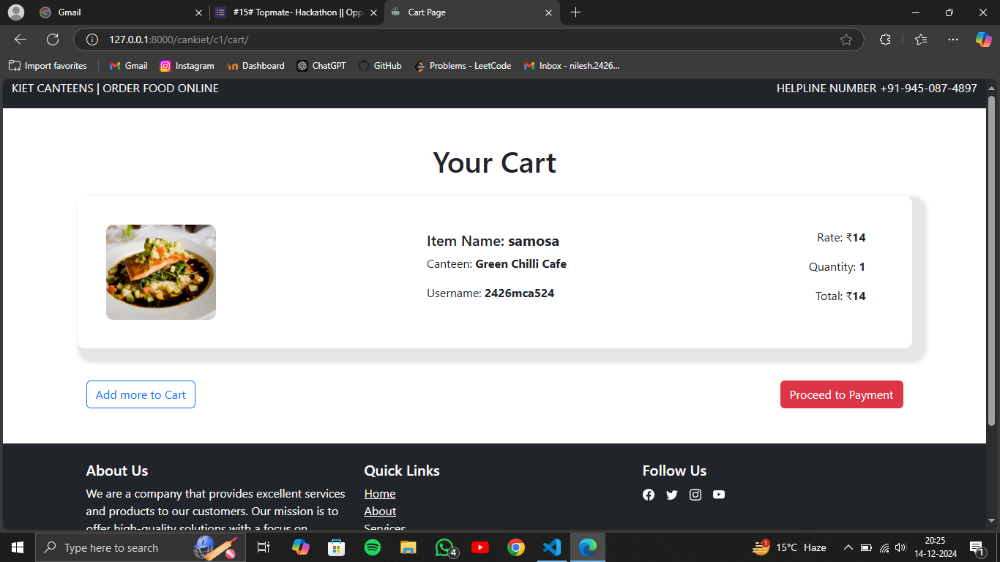 Gmail
#15# Topmate- Hackathon || Opp
Cart Page
127.0.0.1:8000/cankiet/c1/cart/
Import favorites
Gmail
Instagram
Dashboard
ChatGPT
GitHub
Problems - LeetCode
Inbox - nilesh.2426...
KIET CANTEENS | ORDER FOOD ONLINE
HELPLINE NUMBER +91-945-087-4897
Your Cart
Item Name: samosa
Canteen: Green Chilli Cafe
Username: 2426mca524
Rate: ₹14
Quantity: 1
Total: ₹14
Add more to Cart
Proceed to Payment
About Us
We are a company that provides excellent services
and products to our customers. Our mission is to
offer high-quality solutions with a focus on
Quick Links
Home
About
Services
Follow Us
Type here to search
4
1
15°C Haze
20:25
14-12-2024
1